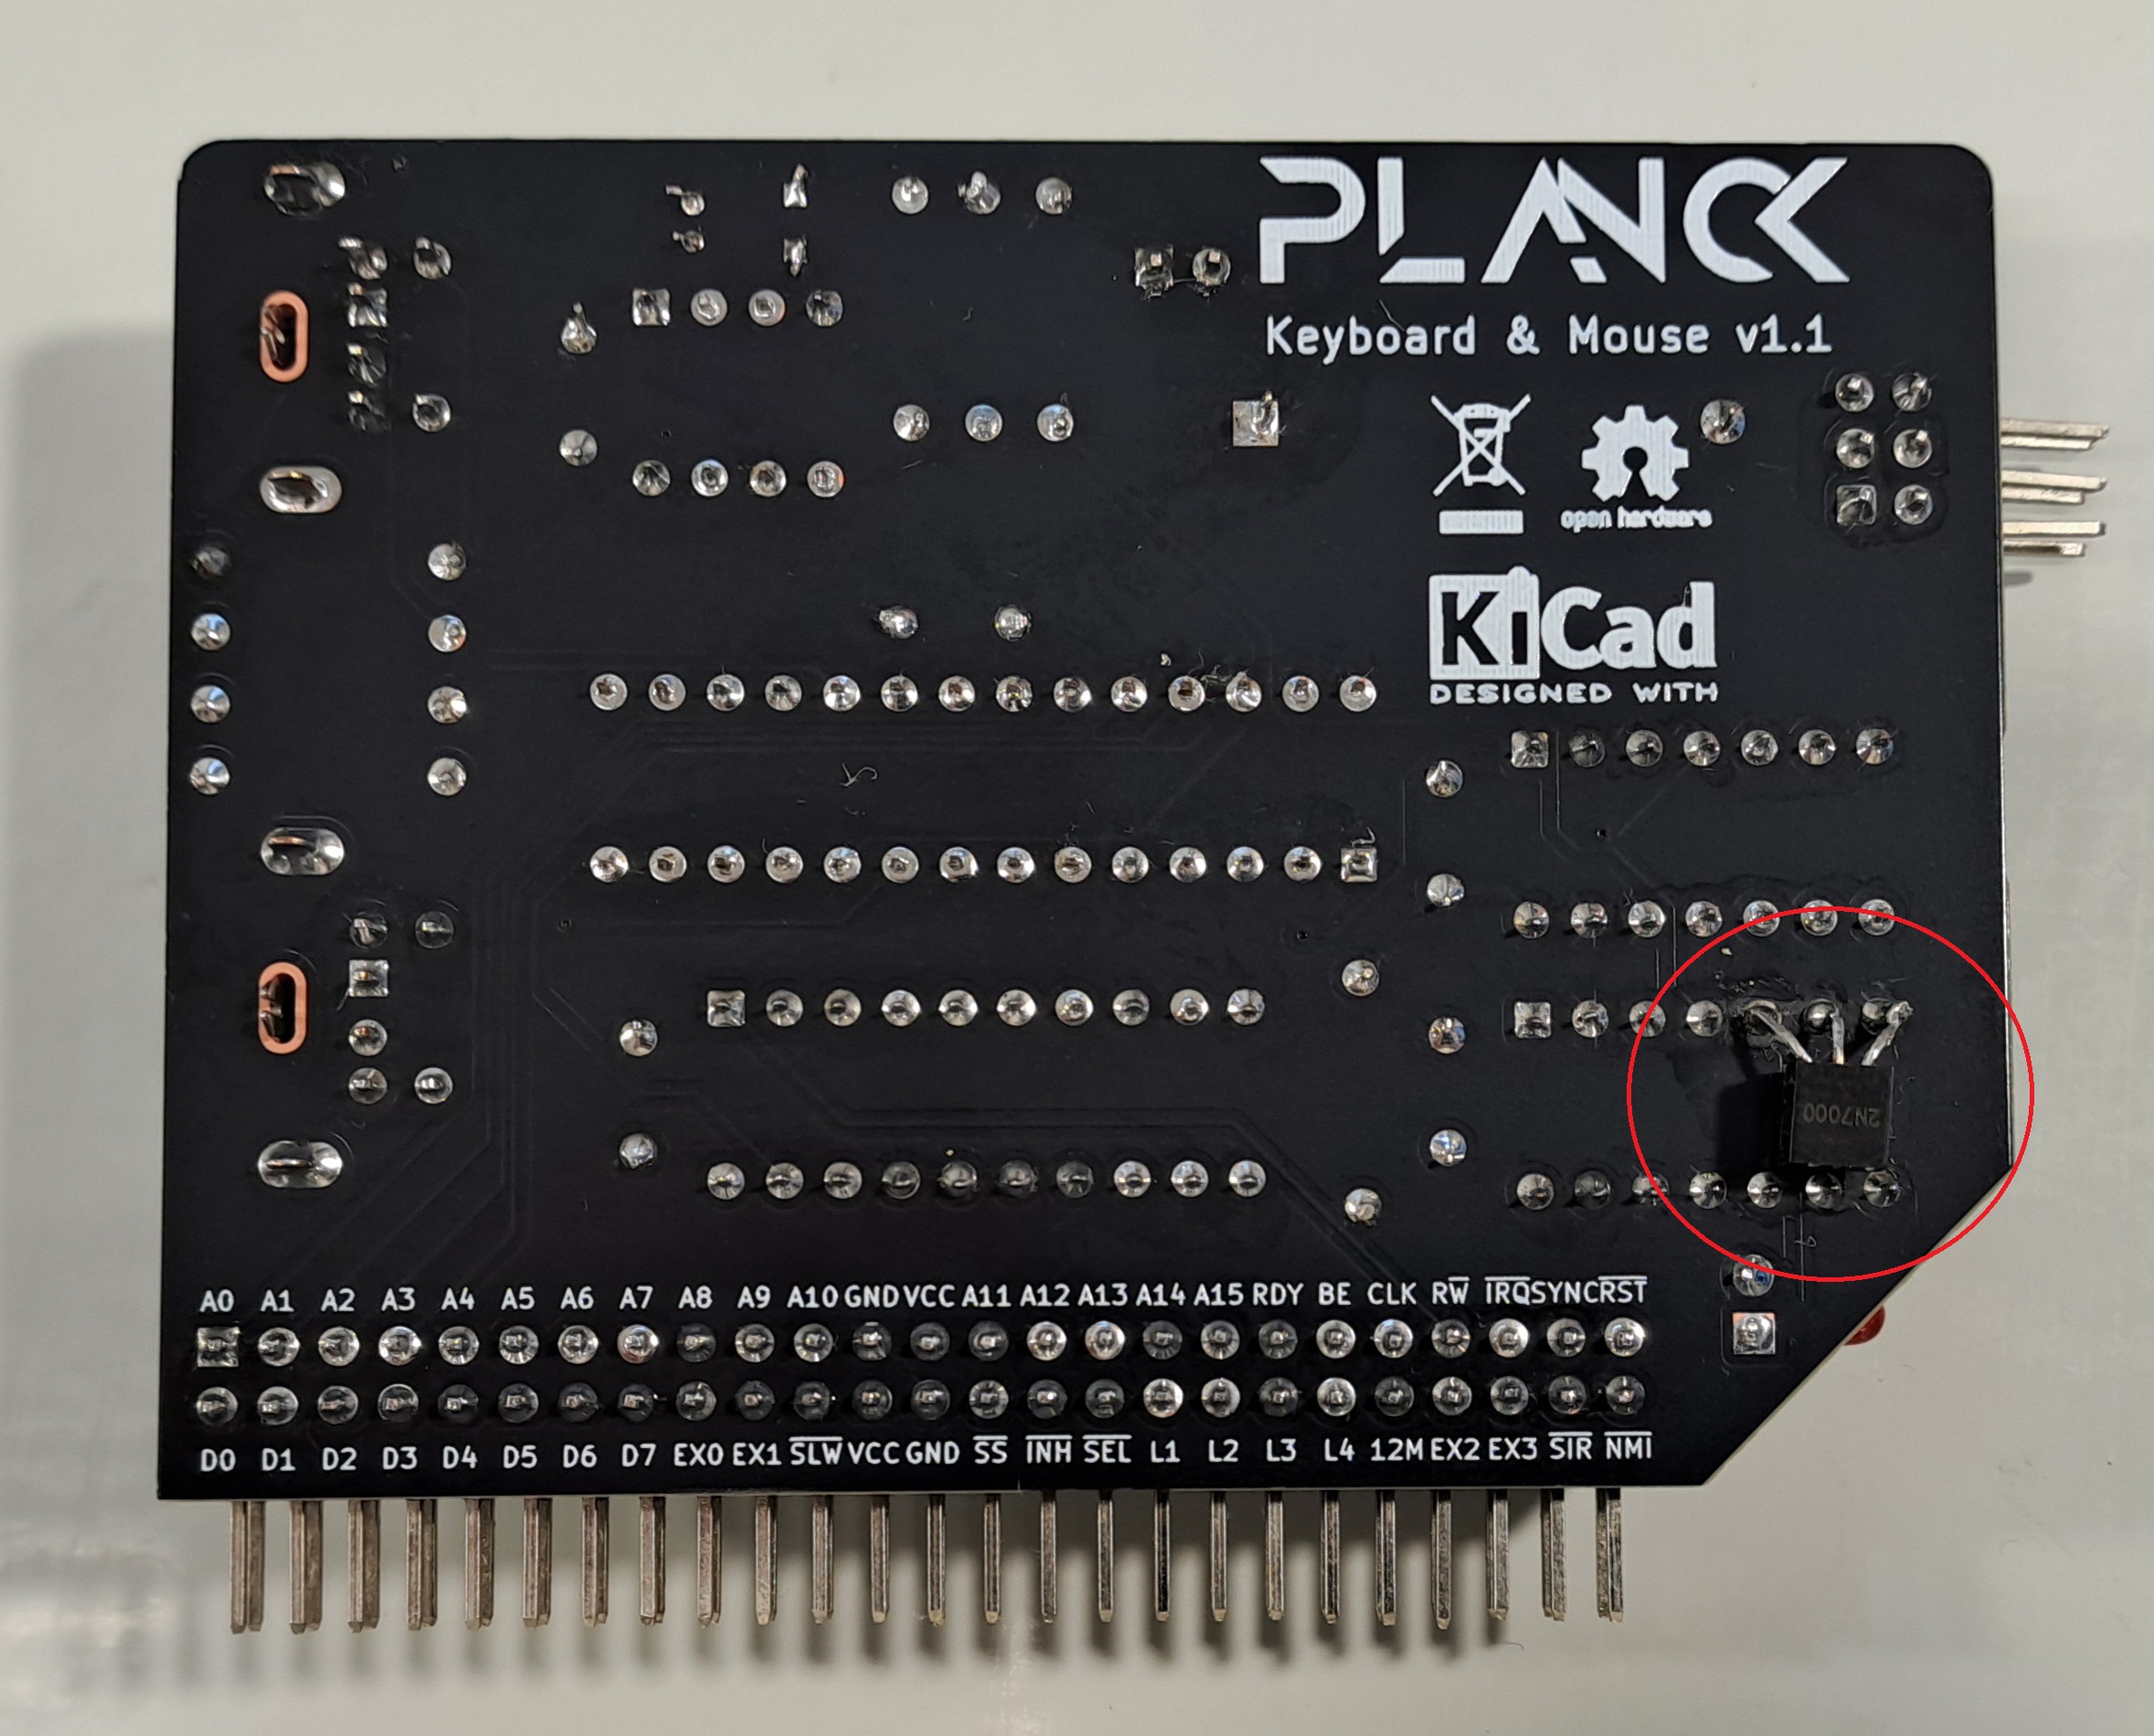 PLANCK
Keyboard & Mouse v1.1
open hardware
KiCad
DESIGNED WITH
2N7000
A0 A1 A2 A3 A4 A5 A6 A7 A8 A9 A10 GND VCC A11 A12 A13 A14 A15 RDY BE CLK RW IRQ SYNC RST
D0 D1 D2 D3 D4 D5 D6 D7 EX0 EX1 SLW VCC GND SS INH SEL L1 L2 L3 L4 12M EX2 EX3 SIR NMI